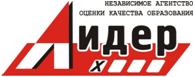 НЕЗАВИСИМОЕ АГЕНТСТВО
ОЦЕНКИ КАЧЕСТВА ОБРАЗОВАНИЯ
Лидер
х